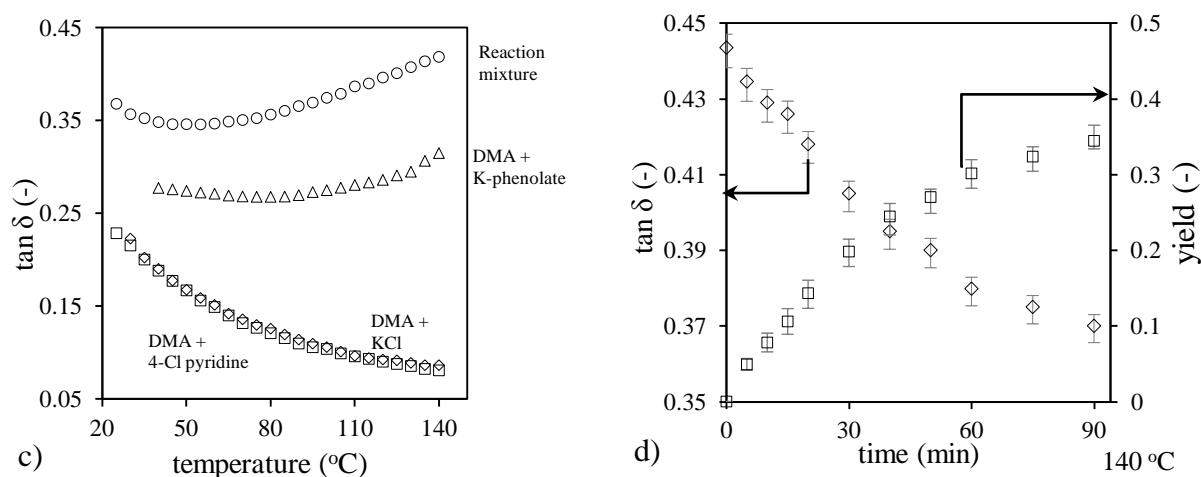 0.45
0.35
0.25
0.15
0.05
tan δ (-)
20
50
80
110
140
temperature (°C)
Reaction
mixture
DMA +
K-phenolate
DMA +
4-Cl pyridine
DMA +
KCl
c)
0.45
0.43
0.41
0.39
0.37
0.35
tan δ (-)
0
30
60
90
time (min)
0.5
0.4
0.3
0.2
0.1
0
yield (-)
140 °C
d)